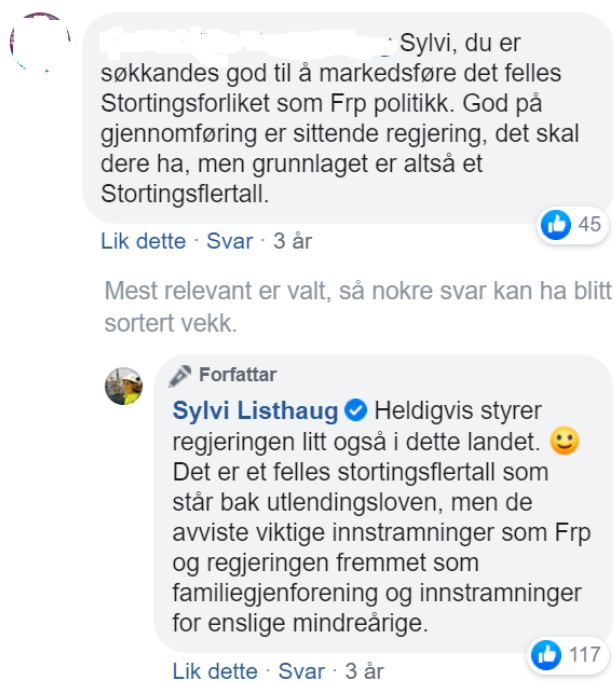 Sylvi, du er
søkkandes god til å markedsføre det felles
Stortingsforliket som Frp politikk. God på
gjennomføring er sittende regjering, det skal
dere ha, men grunnlaget er altså et
Stortingsflertall.
45
Lik dette · Svar · 3 år
Mest relevant er valt, så nokre svar kan ha blitt
sortert vekk.
Forfattar
Sylvi Listhaug Heldigvis styrer
regjeringen litt også i dette landet. 🙂
Det er et felles stortingsflertall som
står bak utlendingsloven, men de
avviste viktige innstramninger som Frp
og regjeringen fremmet som
familiegjenforening og innstramninger
for enslige mindreårige.
117
Lik dette · Svar · 3 år